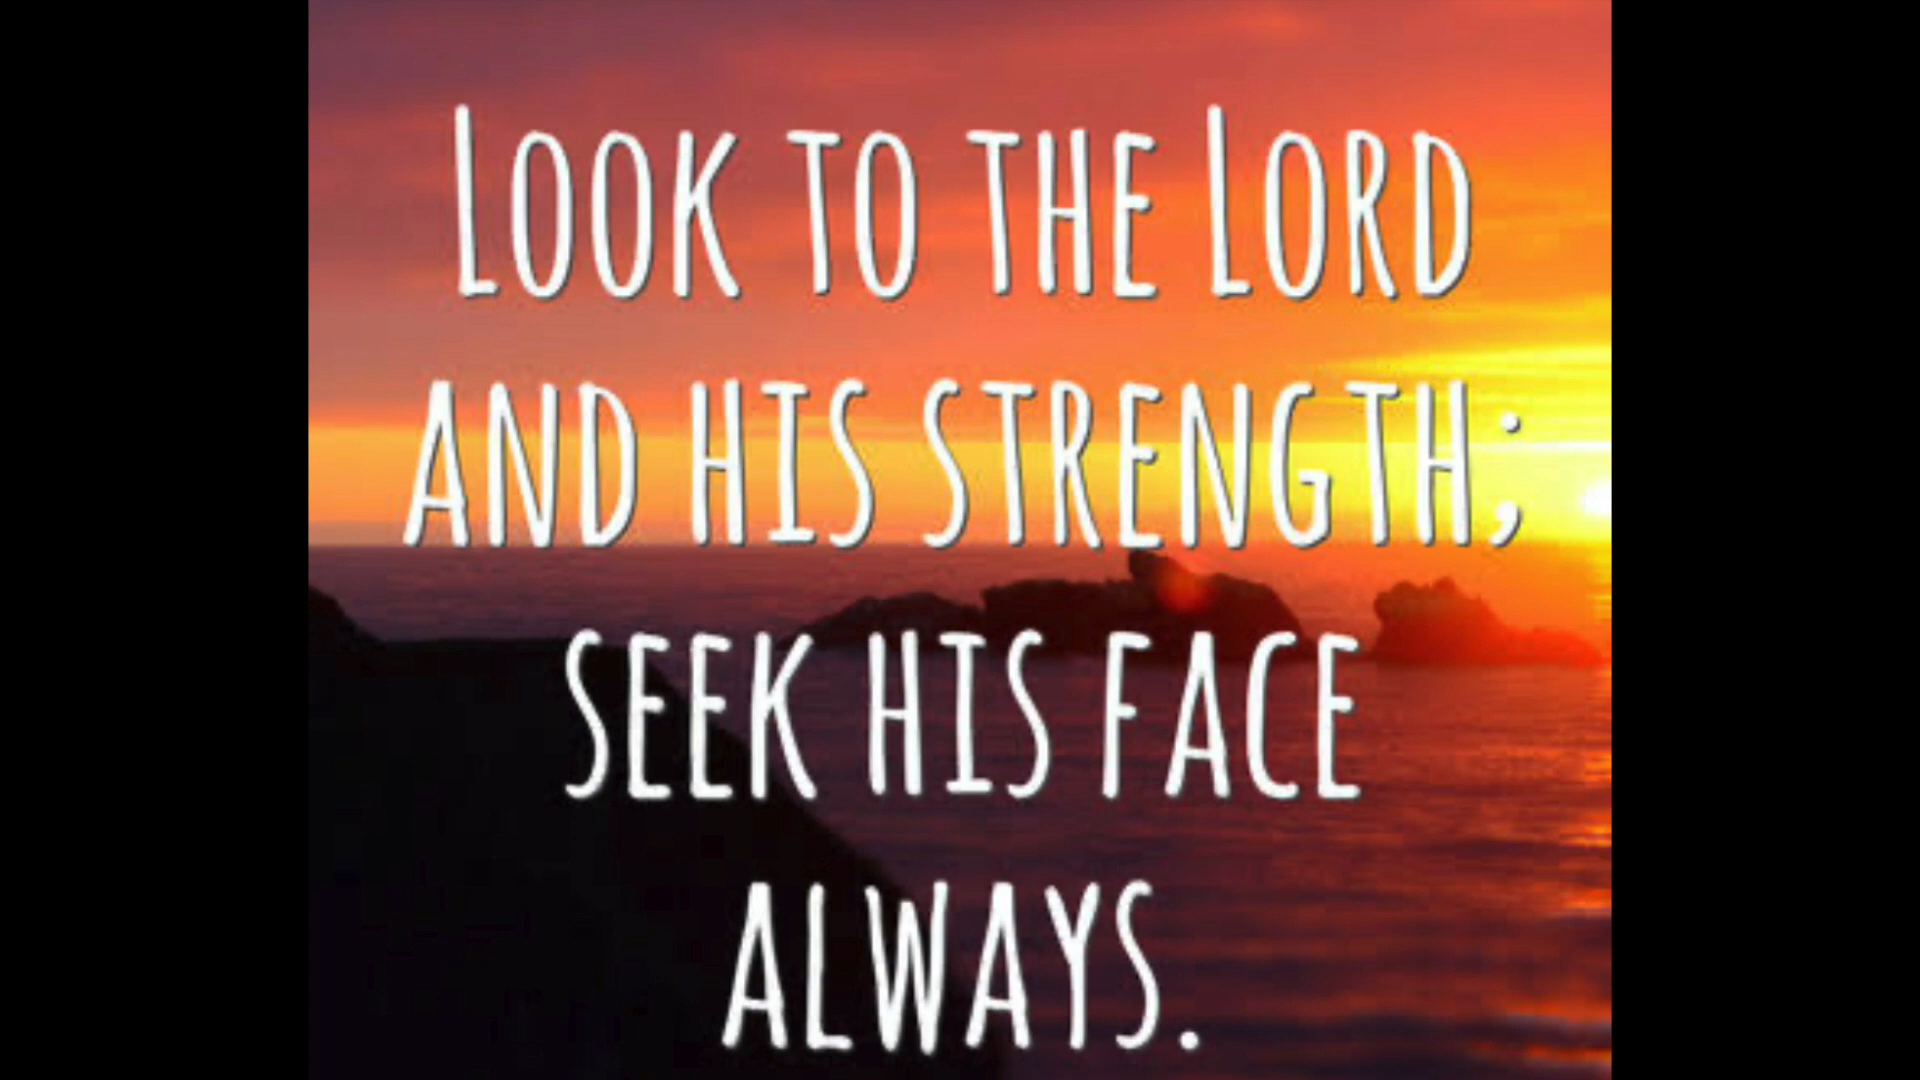 LOOK TO THE LORD
AND HIS STRENGTH;
SEEK HIS FACE
ALWAYS.